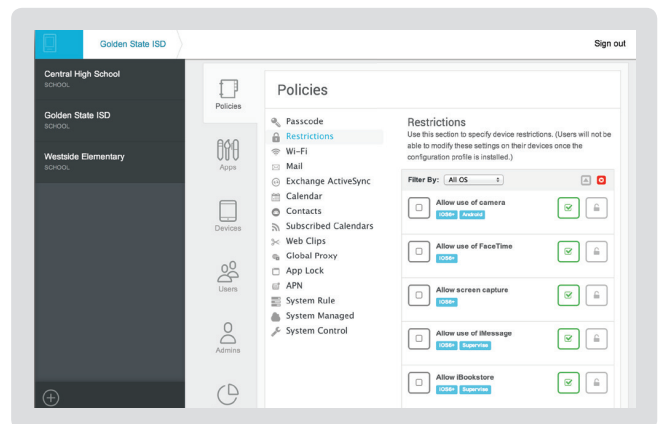 Golden State ISD
Sign out
Central High School
SCHOOL
Golden State ISD
SCHOOL
Westside Elementary
SCHOOL
Policies
Apps
Devices
Users
Admins
Policies
Passcode
Restrictions
Wi-Fi
Mail
Exchange ActiveSync
Calendar
Contacts
Subscribed Calendars
Web Clips
Global Proxy
App Lock
APN
System Rule
System Managed
System Control
Restrictions
Use this section to specify device restrictions. (Users will not be
able to modify these settings on their devices once the
configuration profile is installed.)
Filter By: All OS
Allow use of camera
iOS6+ Android
Allow use of FaceTime
iOS6+
Allow screen capture
iOS6+
Allow use of iMessage
iOS6+ Supervise
Allow iBookstore
iOS6+ Supervise